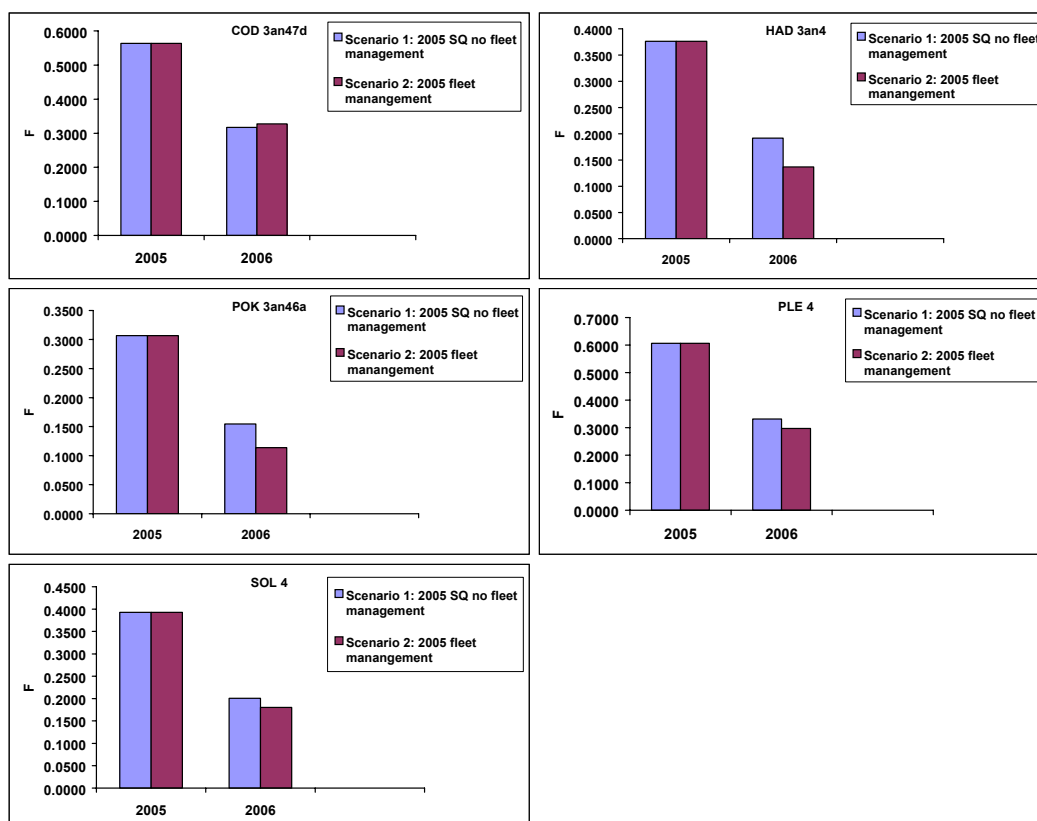 COD 3an47d
0.6000
0.5000
0.4000
0.3000
0.2000
0.1000
0.0000
F
2005
2006
Scenario 1: 2005 SQ no fleet
management
Scenario 2: 2005 fleet
manangement
HAD 3an4
0.4000
0.3500
0.3000
0.2500
0.2000
0.1500
0.1000
0.0500
0.0000
F
2005
2006
Scenario 1: 2005 SQ no fleet
management
Scenario 2: 2005 fleet
manangement
POK 3an46a
0.3500
0.3000
0.2500
0.2000
0.1500
0.1000
0.0500
0.0000
F
2005
2006
Scenario 1: 2005 SQ no fleet
management
Scenario 2: 2005 fleet
manangement
PLE 4
0.7000
0.6000
0.5000
0.4000
0.3000
0.2000
0.1000
0.0000
F
2005
2006
Scenario 1: 2005 SQ no fleet
management
Scenario 2: 2005 fleet
manangement
SOL 4
0.4500
0.4000
0.3500
0.3000
0.2500
0.2000
0.1500
0.1000
0.0500
0.0000
F
2005
2006
Scenario 1: 2005 SQ no fleet
management
Scenario 2: 2005 fleet
manangement